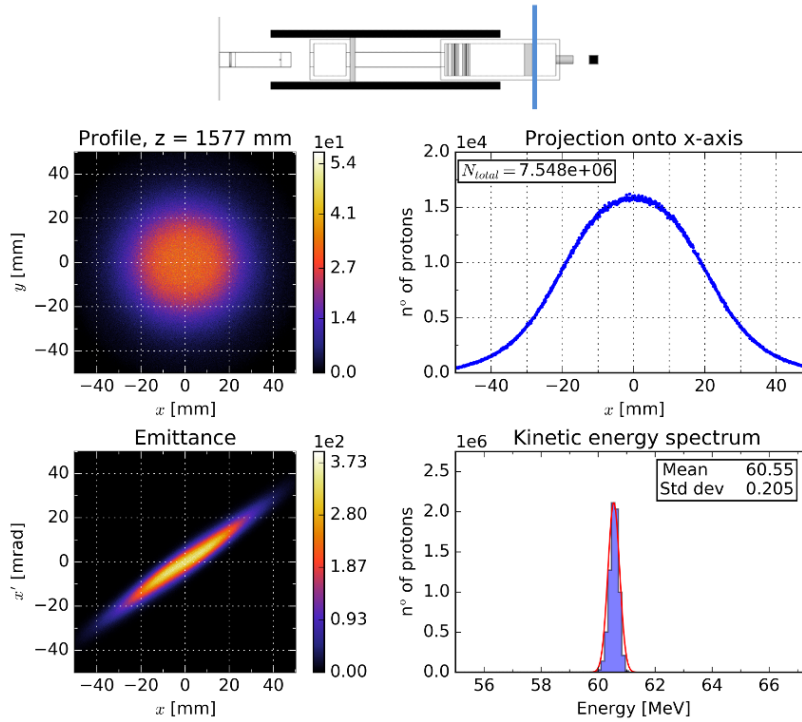 Profile, z = 1577 mm
1e1
5.4
4.1
2.7
1.4
0.0
40
20
0
−20
−40
y [mm]
−40 −20 0 20 40
x [mm]
1e4
Projection onto x-axis
N_total = 7.548e+06
2.0
1.5
1.0
0.5
0.0
nº of protons
−40 −20 0 20 40
x [mm]
Emittance
1e2
3.73
2.80
1.87
0.93
0.00
40
20
0
−20
−40
x′ [mrad]
−40 −20 0 20 40
x [mm]
1e6
Kinetic energy spectrum
Mean 60.55
Std dev 0.205
2.5
2.0
1.5
1.0
0.5
0.0
nº of protons
56 58 60 62 64 66
Energy [MeV]